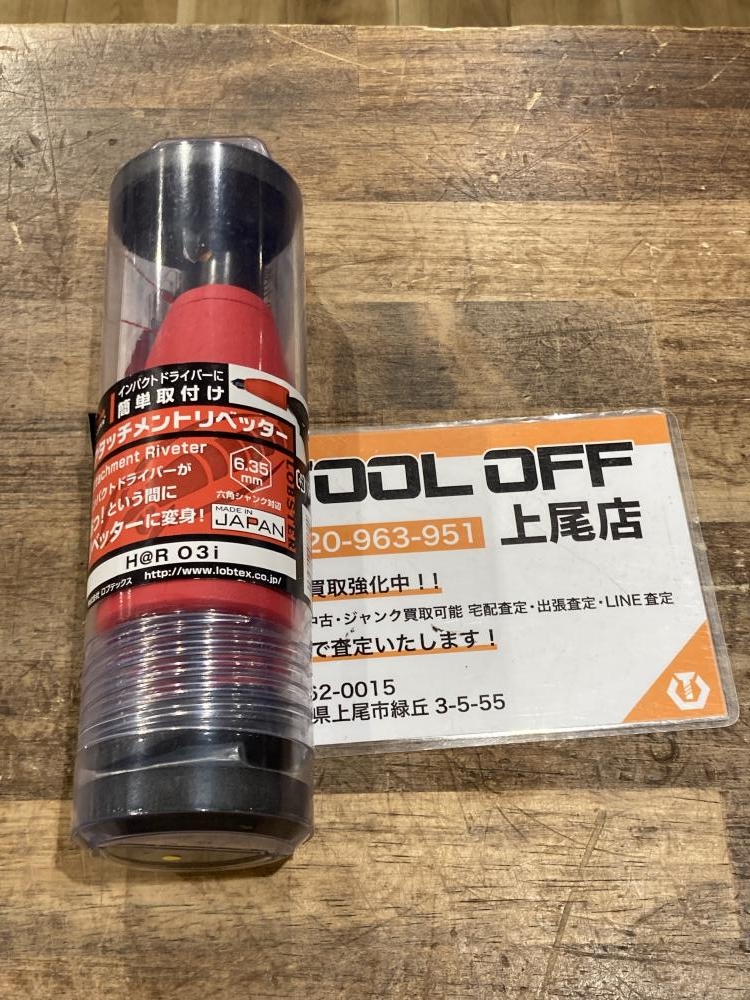 インパクトドライバーに
簡単取付け
タッチメントリベッター
achment Riveter
パクトドライバーが
っ!という間に
ベッターに変身!
6.35
mm
六角シャンク対辺
MADE IN
JAPAN
LOBSTER
H@R 03i
ロブテックス http://www.lobtex.co.jp/
TOOL OFF
20-963-951 上尾店
買取強化中!!
中古・ジャンク買取可能 宅配査定・出張査定・LINE査定
で査定いたします!
62-0015
県上尾市緑丘 3-5-55